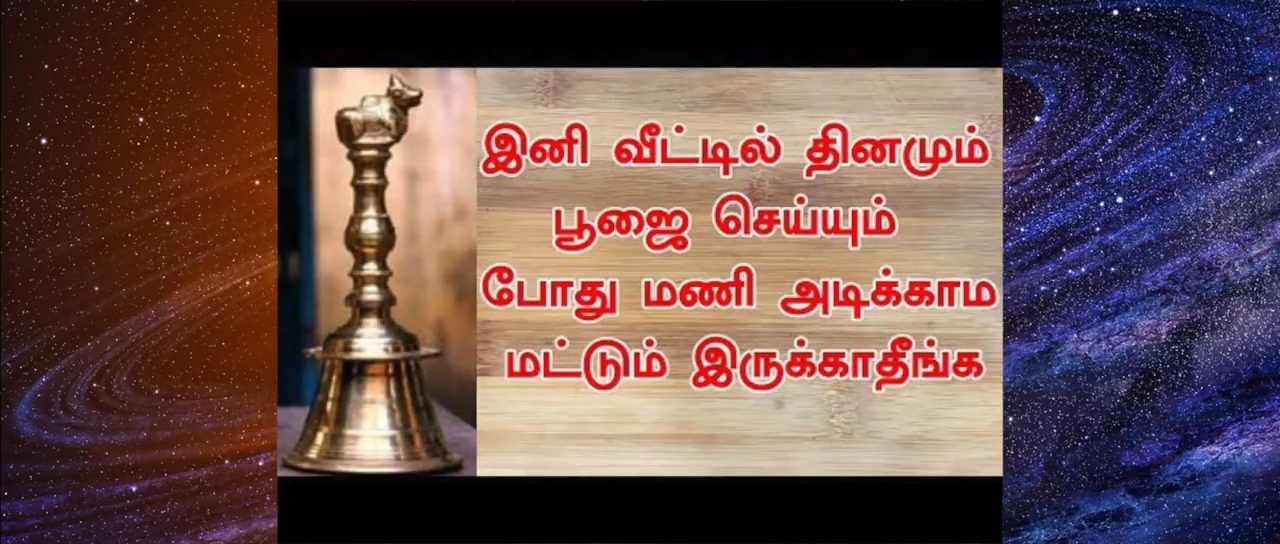 இனி வீட்டில் தினமும்
பூஜை செய்யும்
போது மணி அடிக்காம
மட்டும் இருக்காதீங்க